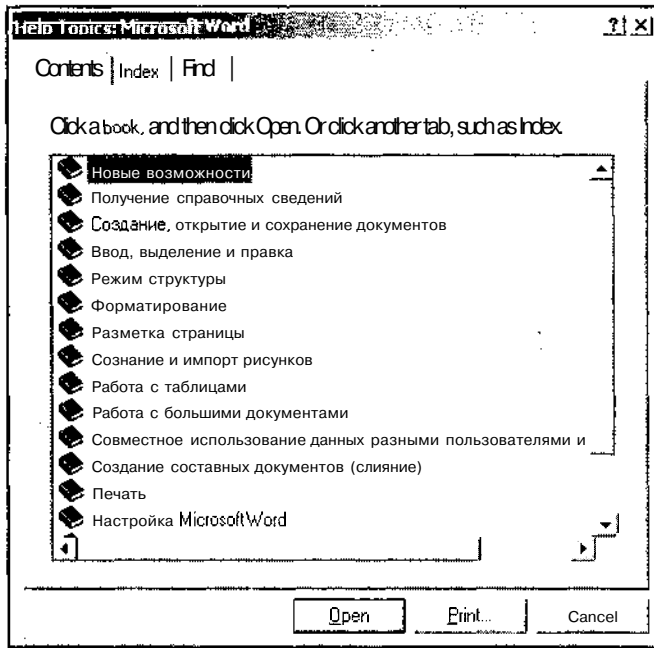 Help Topics: Microsoft Word
Contents Index Find
Click a book, and then click Open. Or click another tab, such as Index.
Новые возможности
Получение справочных сведений
Создание, открытие и сохранение документов
Ввод, выделение и правка
Режим структуры
Форматирование
Разметка страницы
Сознание и импорт рисунков
Работа с таблицами
Работа с большими документами
Совместное использование данных разными пользователями и
Создание составных документов (слияние)
Печать
Настройка Microsoft Word
Open Print... Cancel